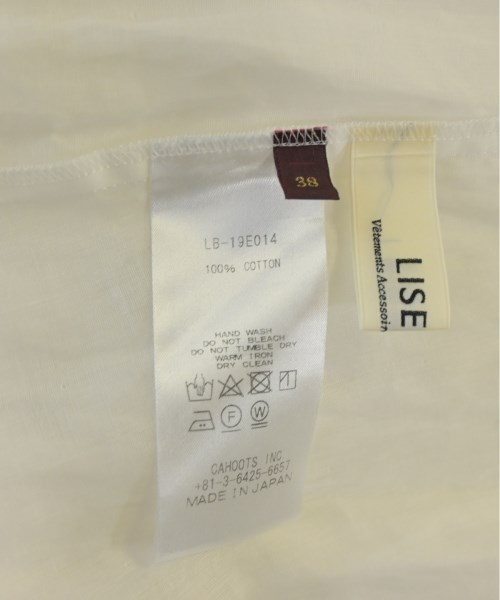 38
LB-19E014
100% COTTON
HAND WASH
DO NOT BLEACH
DO NOT TUMBLE DRY
WARM IRON
DRY CLEAN
F
W
CAHOOTS INC
+81-3-6425-6657
MADE IN JAPAN
LISE
Vêtements Accessoir